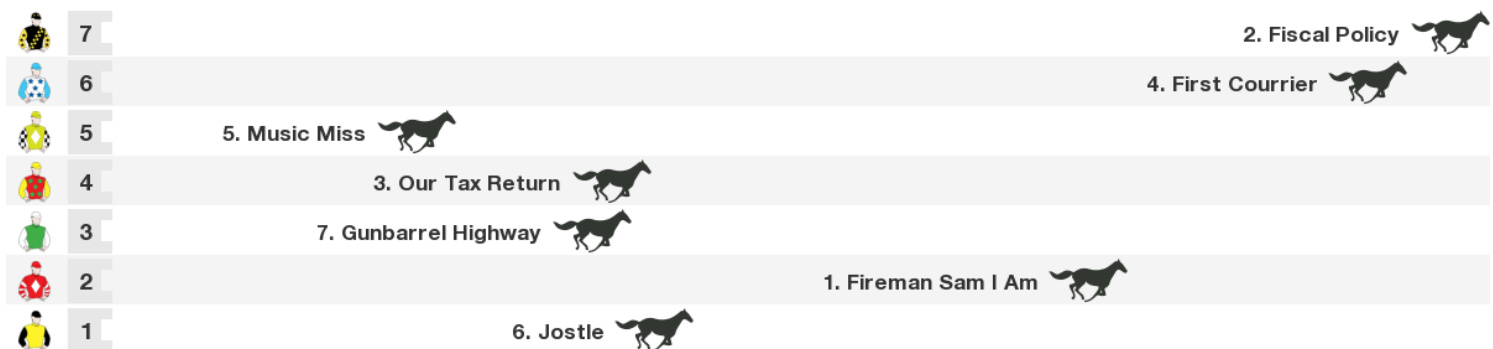 7 2. Fiscal Policy
6 4. First Courrier
5 5. Music Miss
4 3. Our Tax Return
3 7. Gunbarrel Highway
2 1. Fireman Sam I Am
1 6. Jostle